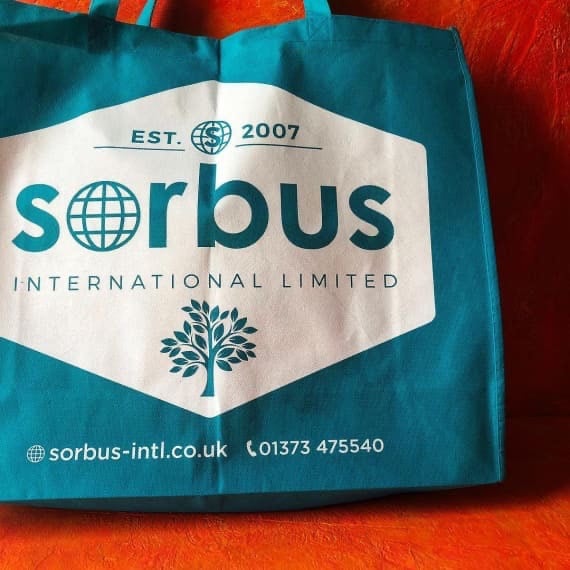 EST. S 2007
sorbus
INTERNATIONAL LIMITED
sorbus-intl.co.uk 01373 475540